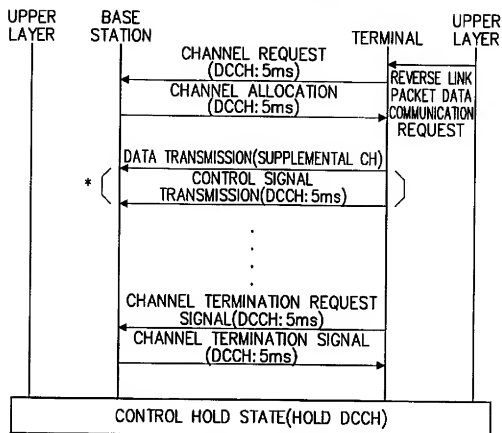 UPPER LAYER
BASE STATION
TERMINAL
UPPER LAYER
CHANNEL REQUEST
(DCCH:5ms)
REVERSE LINK
PACKET DATA
COMMUNICATION
REQUEST
CHANNEL ALLOCATION
(DCCH:5ms)
DATA TRANSMISSION(SUPPLEMENTAL CH)
*
CONTROL SIGNAL
TRANSMISSION(DCCH:5ms)
CHANNEL TERMINATION REQUEST
SIGNAL(DCCH:5ms)
CHANNEL TERMINATION SIGNAL
(DCCH:5ms)
CONTROL HOLD STATE(HOLD DCCH)